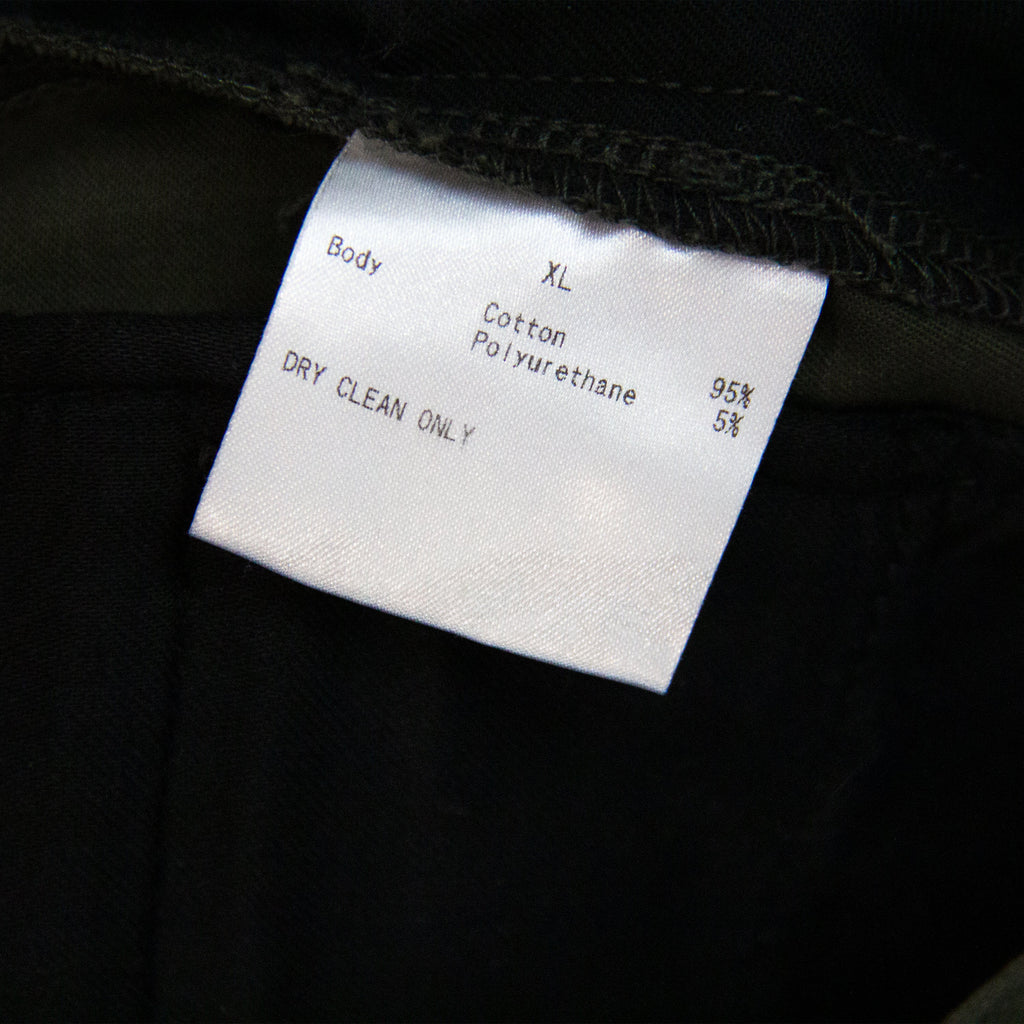 Body XL
Cotton 95%
Polyurethane 5%
DRY CLEAN ONLY